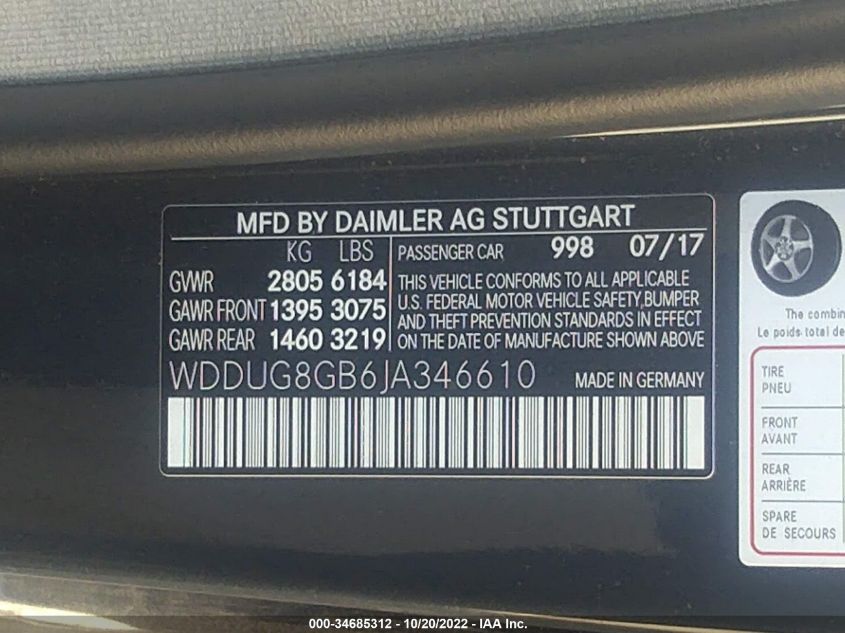 MFD BY DAIMLER AG STUTTGART
KG LBS
GVWR 2805 6184
GAWR FRONT 1395 3075
GAWR REAR 1460 3219
PASSENGER CAR 998 07/17
THIS VEHICLE CONFORMS TO ALL APPLICABLE
U.S. FEDERAL MOTOR VEHICLE SAFETY, BUMPER
AND THEFT PREVENTION STANDARDS IN EFFECT
ON THE DATE OF MANUFACTURE SHOWN ABOVE
WDDUG8GB6JA346610 MADE IN GERMANY
The combin
Le poids total de
TIRE
PNEU
FRONT
AVANT
REAR
ARRIÈRE
SPARE
DE SECOURS
000-34685312 - 10/20/2022 - IAA Inc.